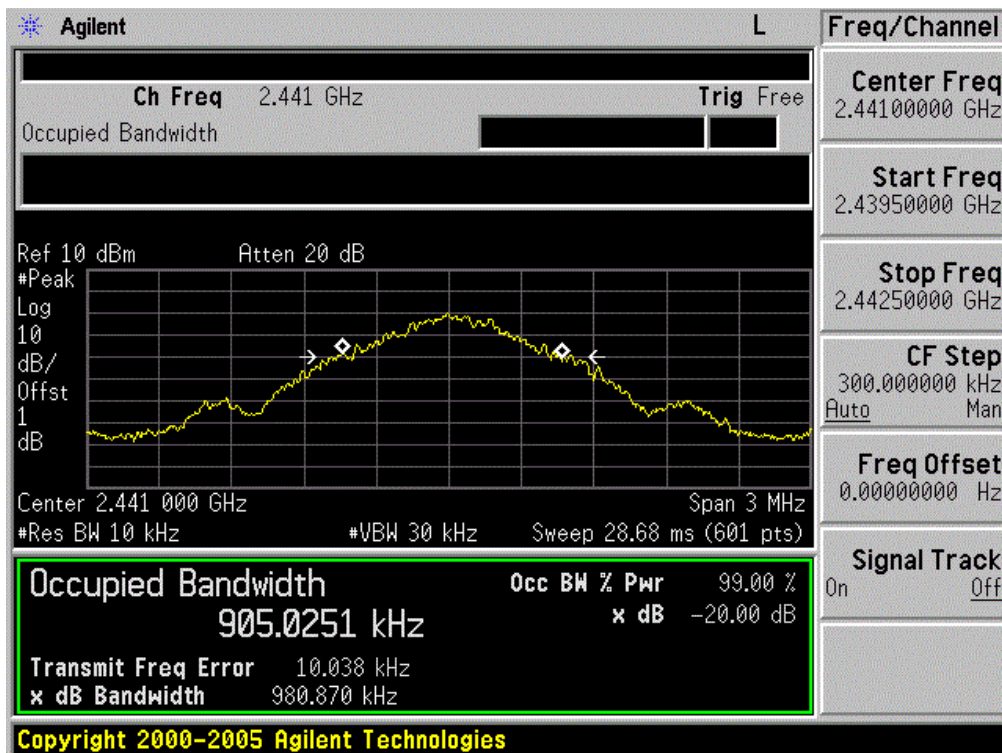 Agilent L
Freq/Channel
Ch Freq 2.441 GHz Trig Free
Occupied Bandwidth
Center Freq
2.44100000 GHz
Start Freq
2.43950000 GHz
Stop Freq
2.44250000 GHz
CF Step
300.000000 kHz
Auto Man
Freq Offset
0.00000000 Hz
Signal Track
On Off
Ref 10 dBm Atten 20 dB
#Peak
Log
10
dB/
Offst
1
dB
Center 2.441 000 GHz Span 3 MHz
#Res BW 10 kHz #VBW 30 kHz Sweep 28.68 ms (601 pts)
Occupied Bandwidth Occ BW % Pwr 99.00 %
905.0251 kHz x dB -20.00 dB
Transmit Freq Error 10.038 kHz
x dB Bandwidth 980.870 kHz
Copyright 2000-2005 Agilent Technologies